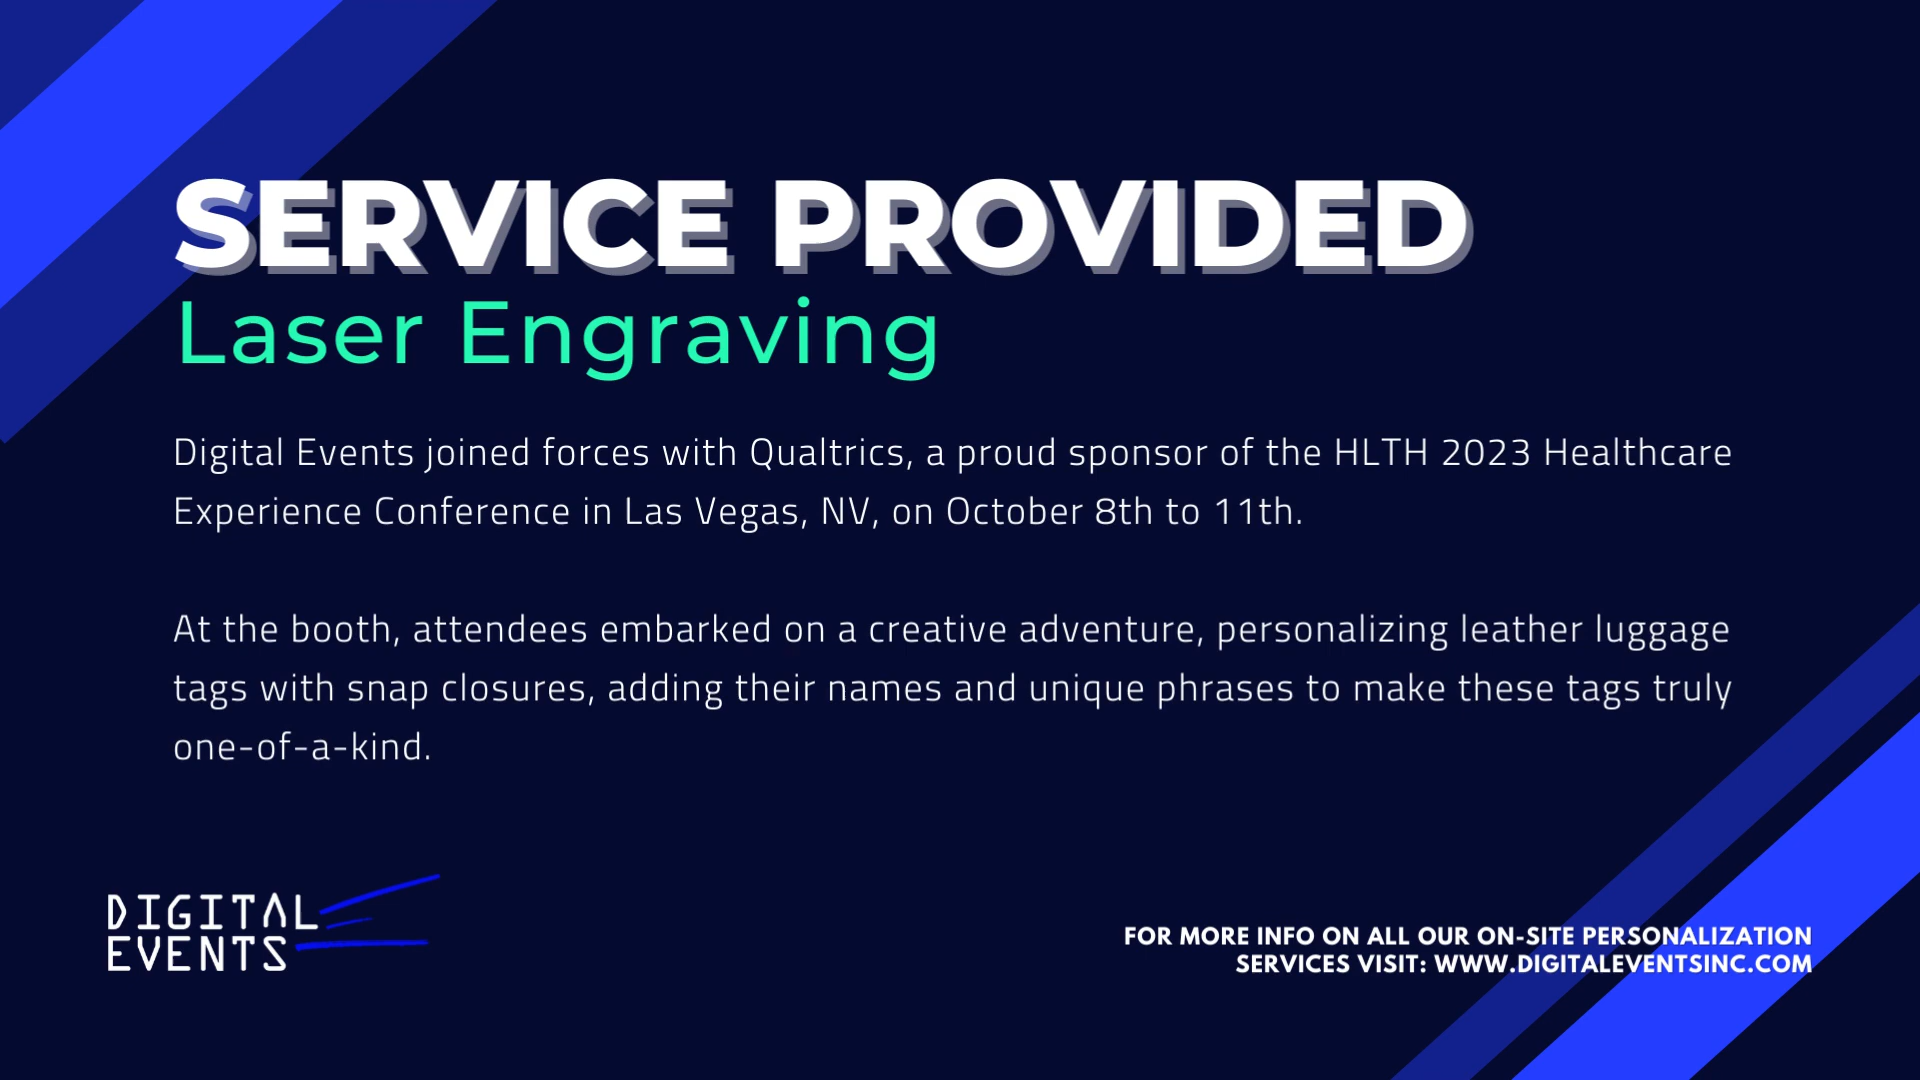 SERVICE PROVIDED
Laser Engraving
Digital Events joined forces with Qualtrics, a proud sponsor of the HLTH 2023 Healthcare
Experience Conference in Las Vegas, NV, on October 8th to 11th.
At the booth, attendees embarked on a creative adventure, personalizing leather luggage
tags with snap closures, adding their names and unique phrases to make these tags truly
one-of-a-kind.
DIGITAL
EVENTS
FOR MORE INFO ON ALL OUR ON-SITE PERSONALIZATION
SERVICES VISIT: WWW.DIGITALEVENTSINC.COM